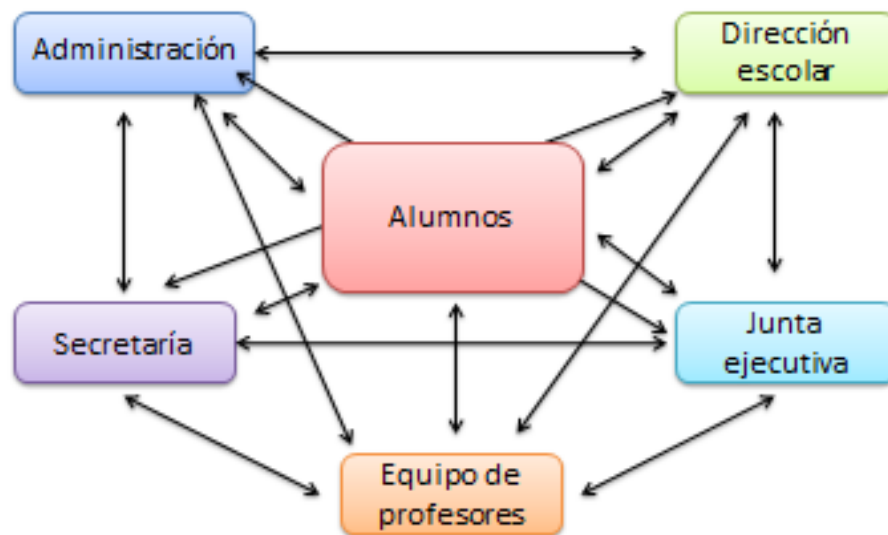 Administración
Dirección
escolar
Alumnos
Secretaría
Junta
ejecutiva
Equipo de
profesores